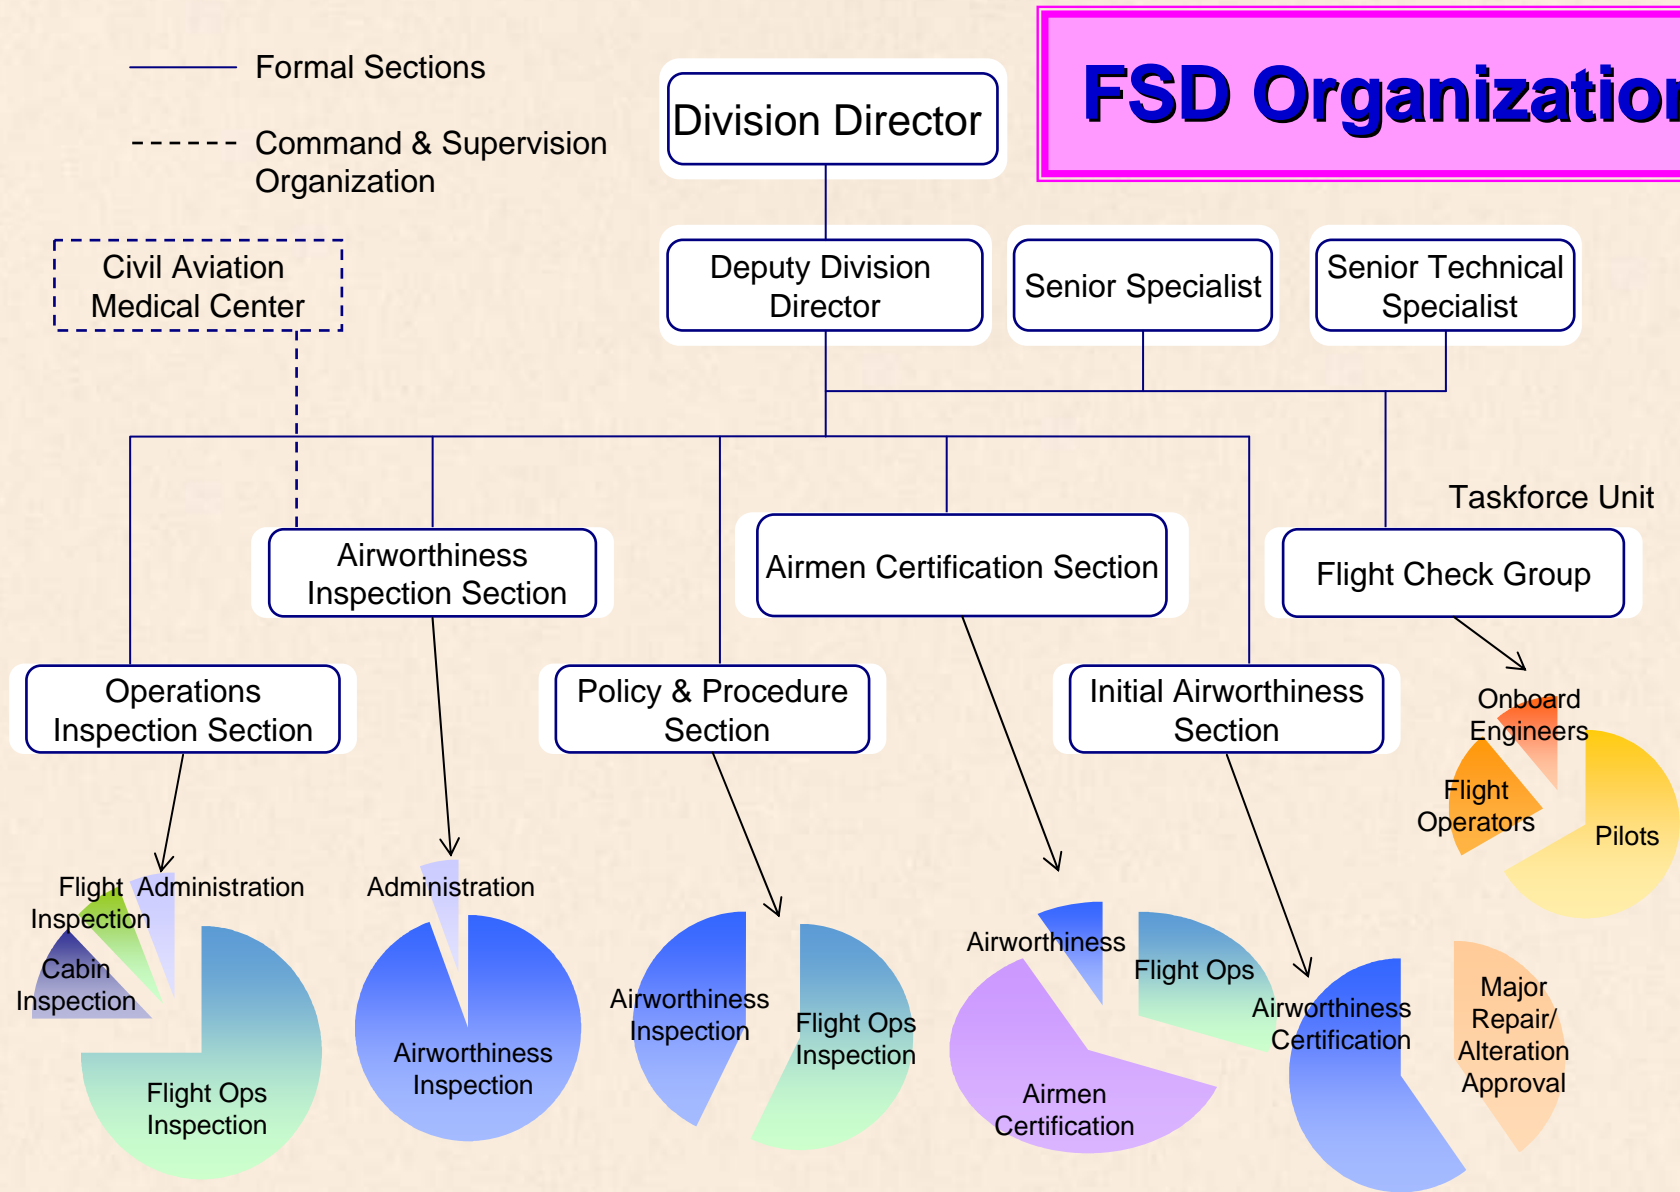 Formal Sections
Command & Supervision
Organization
FSD Organization
Division Director
Civil Aviation
Medical Center
Deputy Division
Director
Senior Specialist
Senior Technical
Specialist
Taskforce Unit
Airworthiness
Inspection Section
Airmen Certification Section
Flight Check Group
Operations
Inspection Section
Policy & Procedure
Section
Initial Airworthiness
Section
Onboard
Engineers
Flight
Operators
Pilots
Flight
Inspection
Administration
Cabin
Inspection
Flight Ops
Inspection
Administration
Airworthiness
Inspection
Airworthiness
Inspection
Flight Ops
Inspection
Airworthiness
Flight Ops
Airmen
Certification
Airworthiness
Certification
Major
Repair/
Alteration
Approval